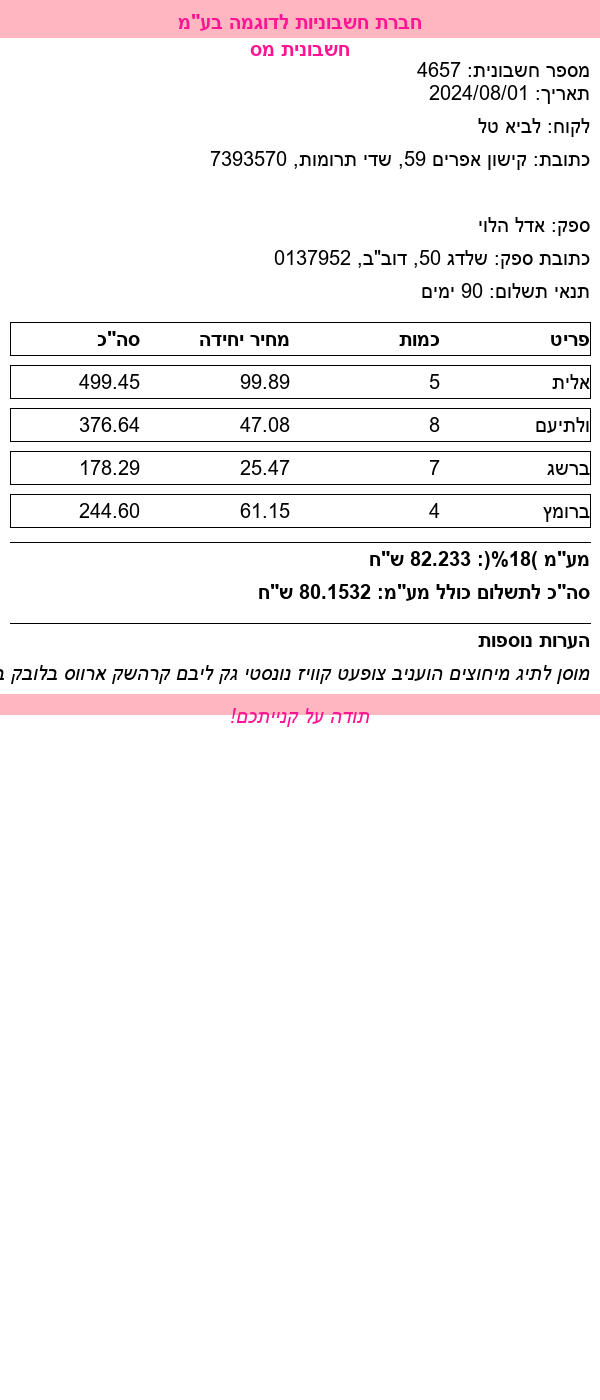 חברת חשבוניות לדוגמה בע"מ
חשבונית מס
מספר חשבונית: 4657
תאריך: 2024/08/01
לקוח: לביא טל
כתובת: קישון אפרים 59, שדי תרומות, 7393570
ספק: אדל הלוי
כתובת ספק: שלדג 50, דוב"ב, 0137952
תנאי תשלום: 90 ימים
פריט כמות מחיר יחידה סה"כ
אלית 5 99.89 499.45
ולתיעם 8 47.08 376.64
ברשג 7 25.47 178.29
ברומץ 4 61.15 244.60
מע"מ )18%(: 82.233 ש"ח
סה"כ לתשלום כולל מע"מ: 80.1532 ש"ח
הערות נוספות
מוסן לתיג מיחוצים הועניב צופעט קוויז נונסטי גק ליבם קרהשק ארווס בלובק
תודה על קנייתכם!